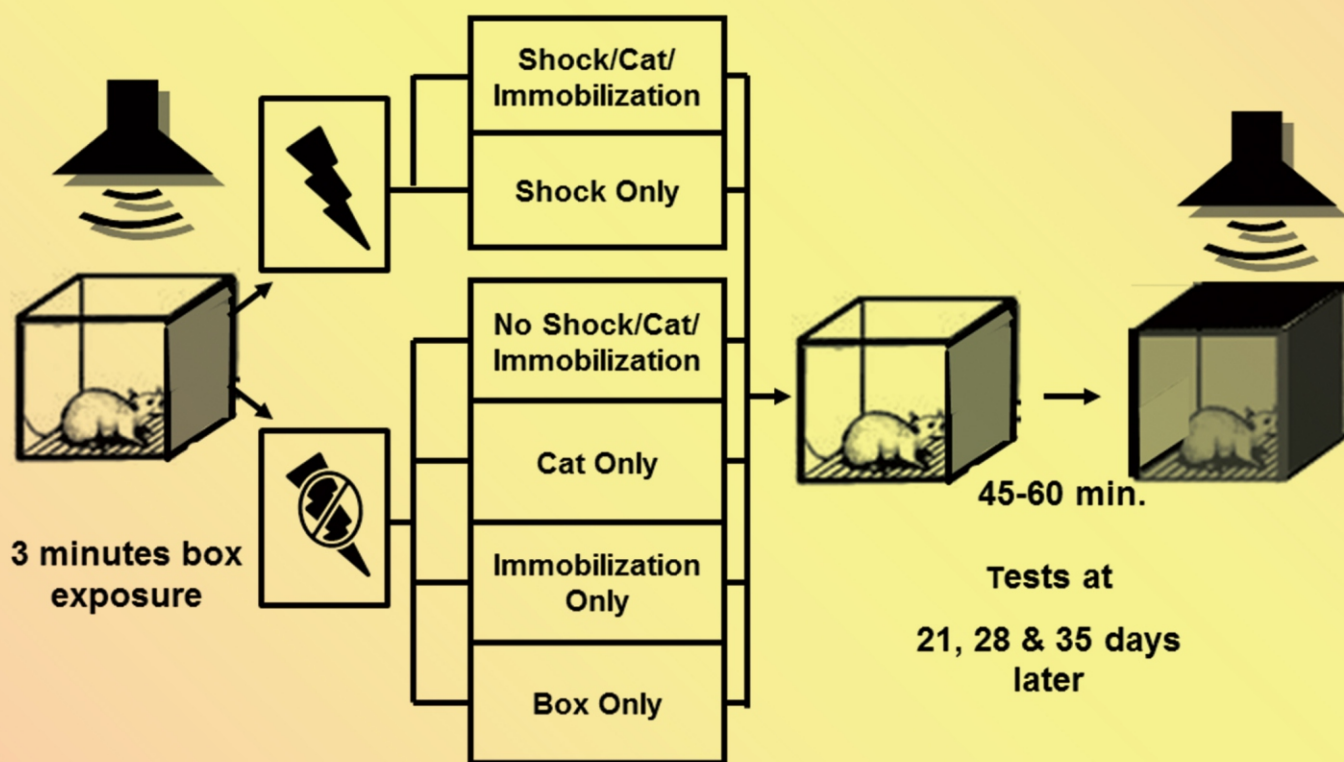 Shock/Cat/
Immobilization
Shock Only
No Shock/Cat/
Immobilization
Cat Only
Immobilization
Only
Box Only
3 minutes box
exposure
45-60 min.
Tests at
21, 28 & 35 days
later